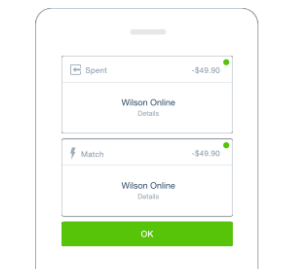 Spent -$49.90
Wilson Online
Details
Match -$49.90
Wilson Online
Details
OK